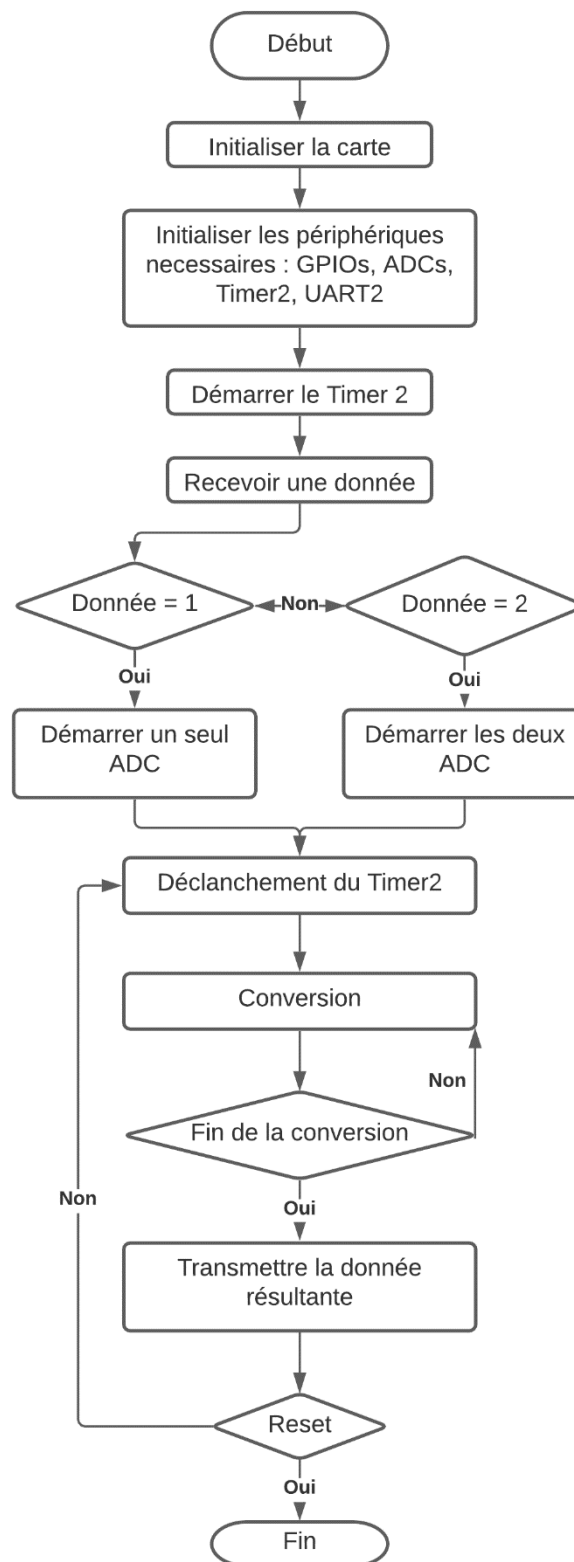 Début
Initialiser la carte
Initialiser les périphériques
necessaires : GPIOs, ADCs,
Timer2, UART2
Démarrer le Timer 2
Recevoir une donnée
Donnée = 1
Non
Donnée = 2
Oui
Oui
Démarrer un seul
ADC
Démarrer les deux
ADC
Déclanchement du Timer2
Conversion
Non
Fin de la conversion
Non
Oui
Transmettre la donnée
résultante
Reset
Oui
Fin